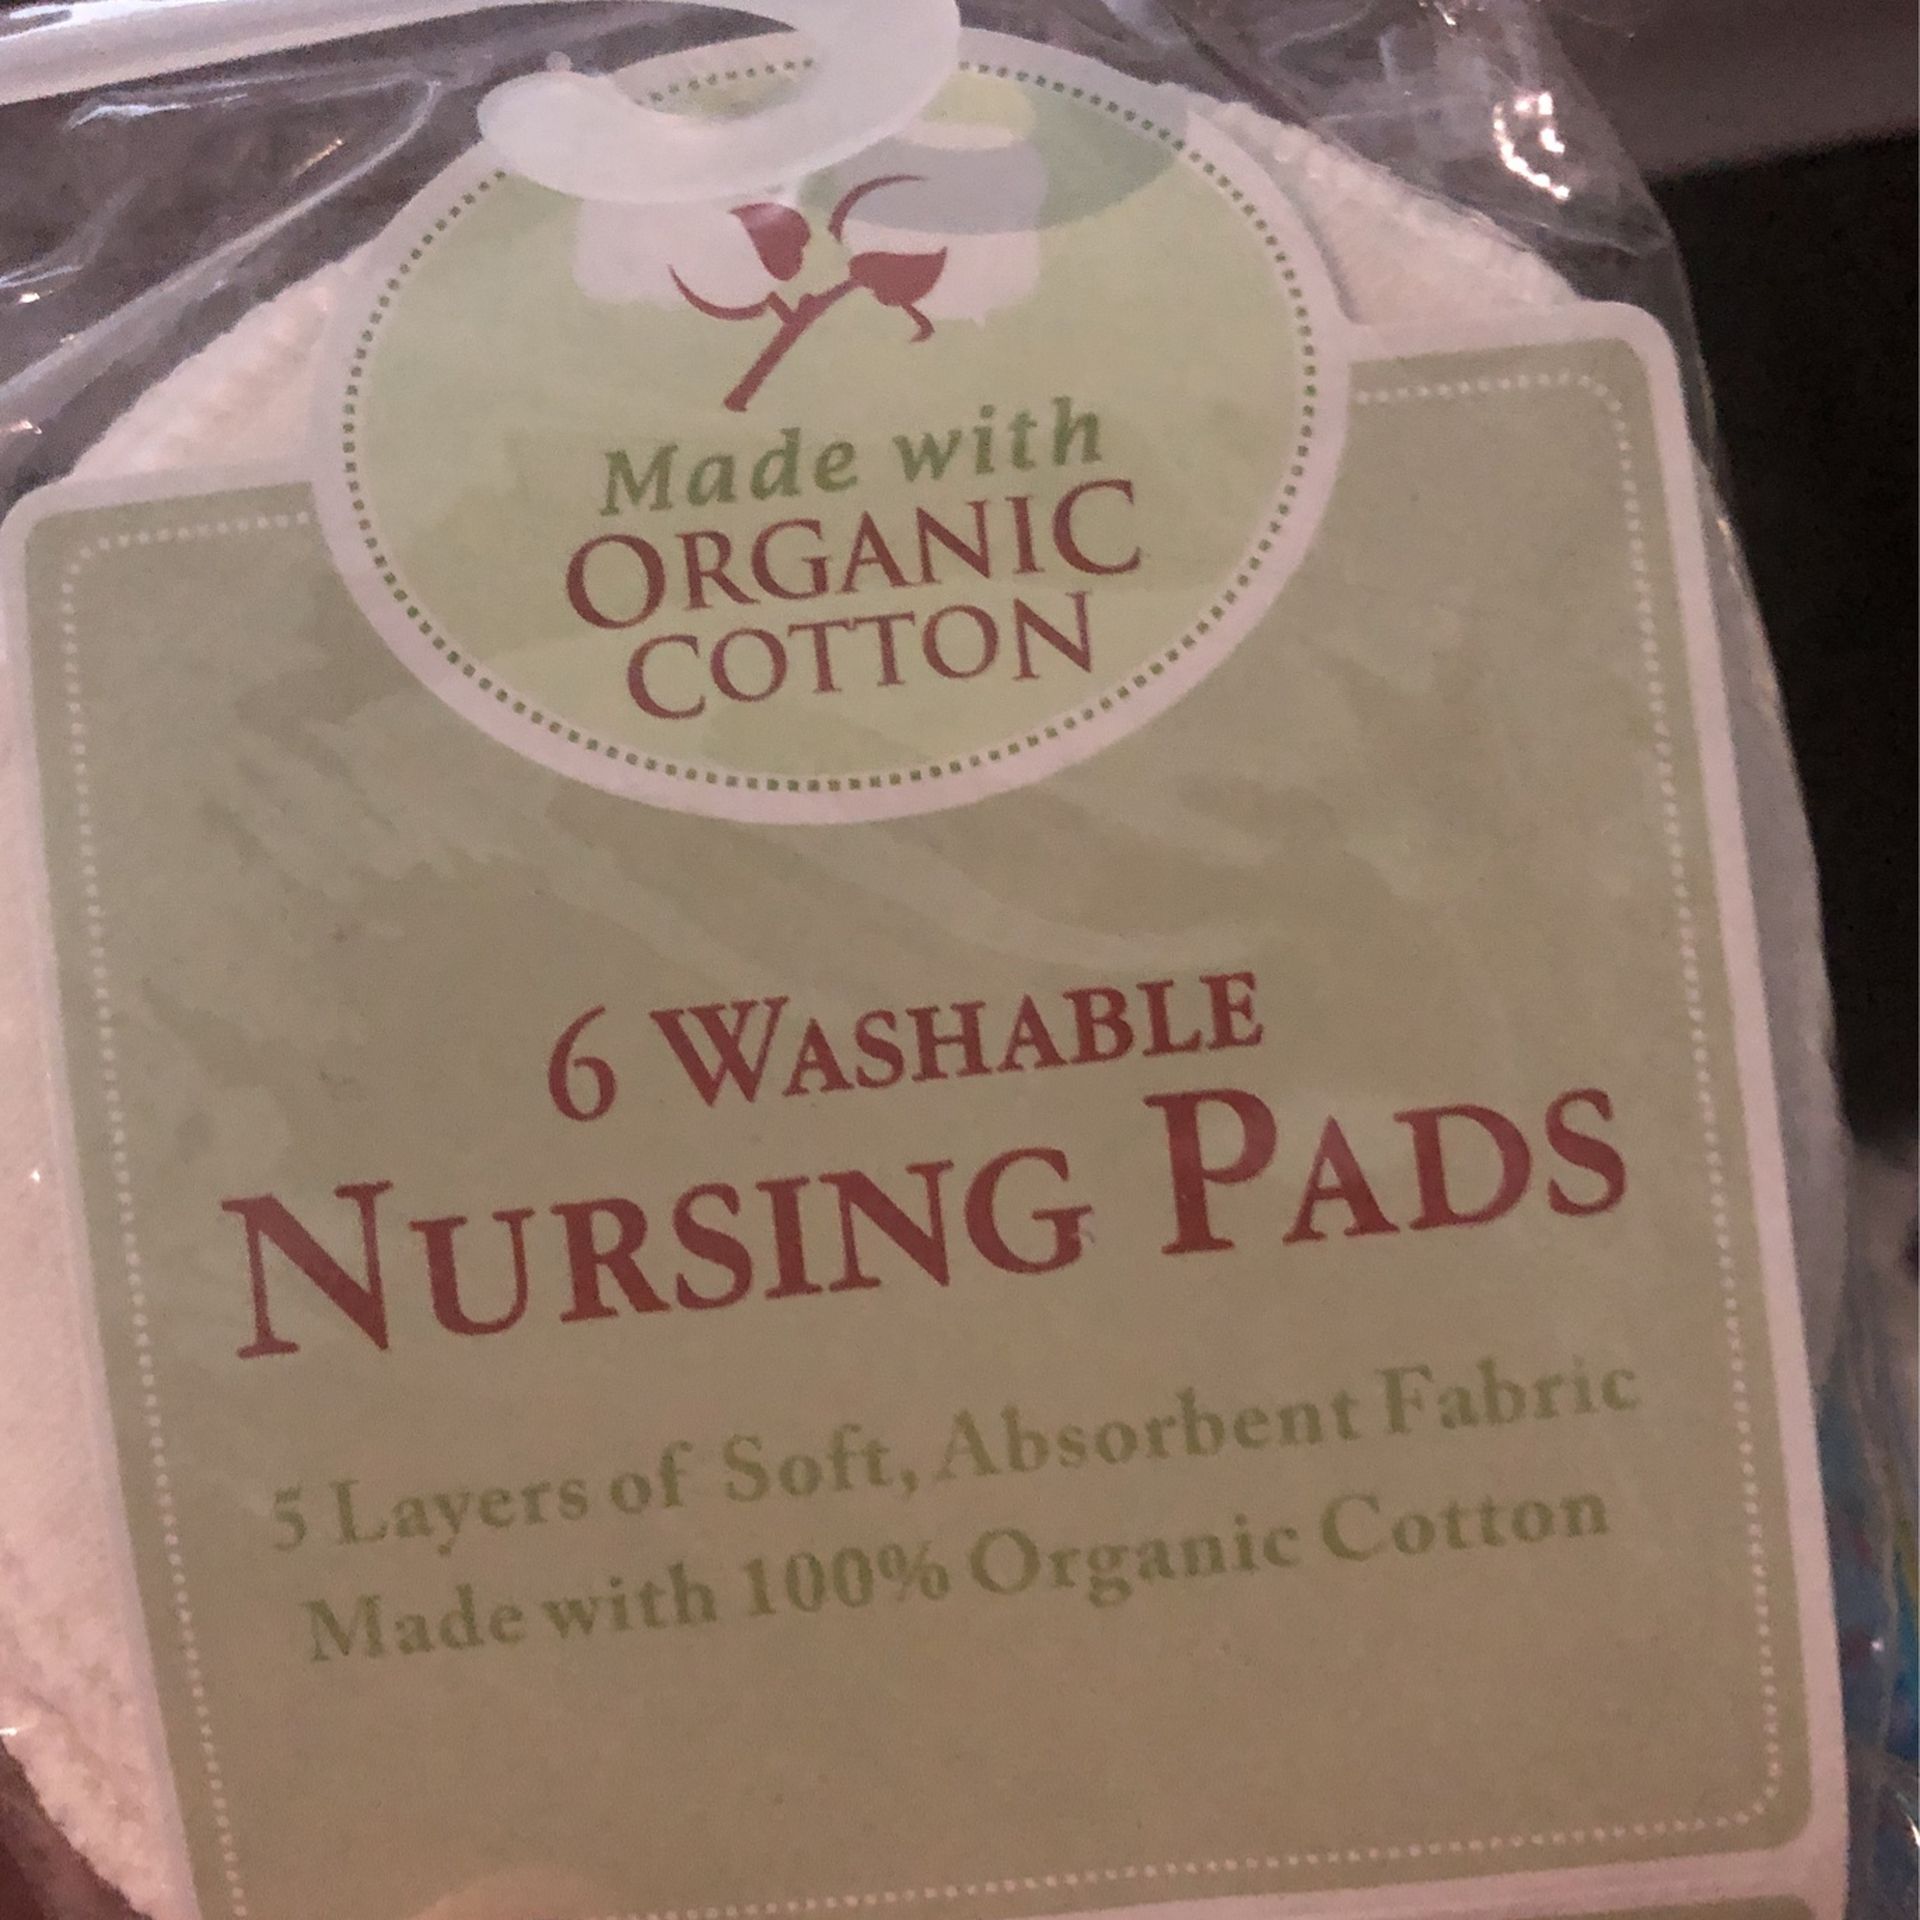 Made with
ORGANIC
COTTON
6 WASHABLE
NURSING PADS
5 Layers of Soft, Absorbent Fabric
Made with 100% Organic Cotton